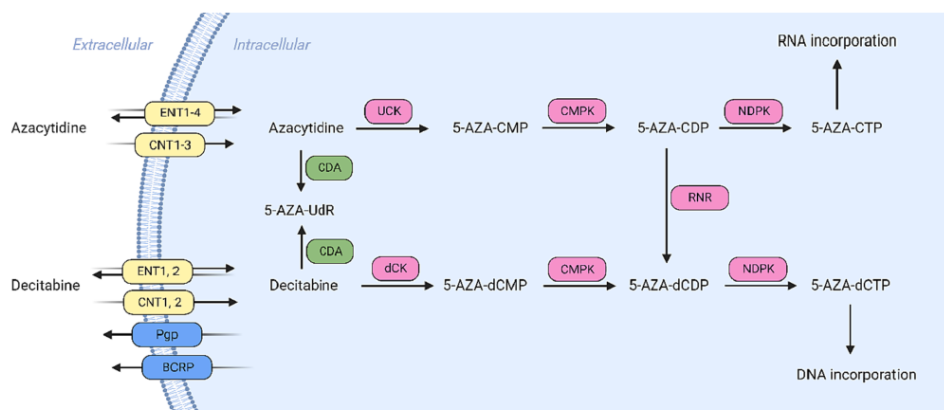 Extracellular
Intracellular
RNA incorporation
ENT1-4
UCK
CMPK
NDPK
Azacytidine
Azacytidine
5-AZA-CMP
5-AZA-CDP
5-AZA-CTP
CNT1-3
CDA
RNR
5-AZA-UdR
CDA
ENT1, 2
dCK
CMPK
NDPK
Decitabine
Decitabine
5-AZA-dCMP
5-AZA-dCDP
5-AZA-dCTP
CNT1, 2
Pgp
BCRP
DNA incorporation